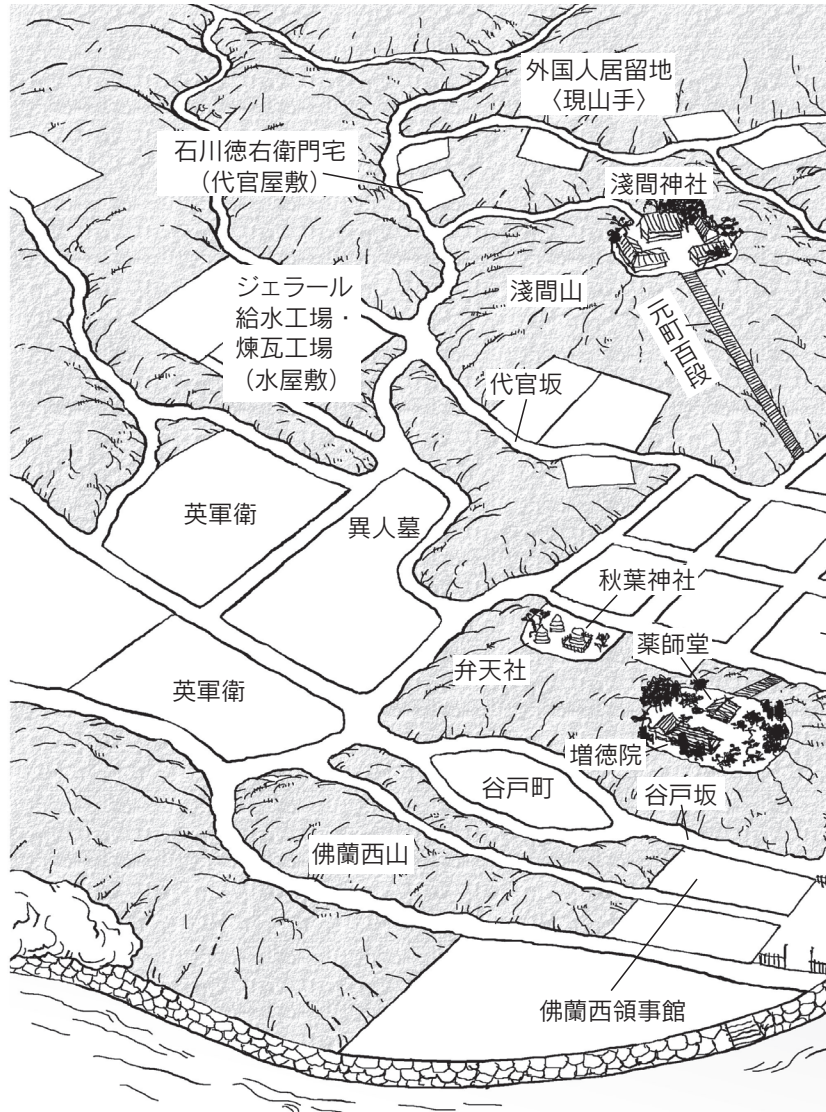 外国人居留地
〈現山手〉
石川徳右衛門宅
（代官屋敷）
淺間神社
ジェラール
給水工場・
煉瓦工場
（水屋敷）
淺間山
元町百段
代官坂
英軍衛
異人墓
秋葉神社
弁天社
薬師堂
英軍衛
増徳院
谷戸町
谷戸坂
佛蘭西山
佛蘭西領事館